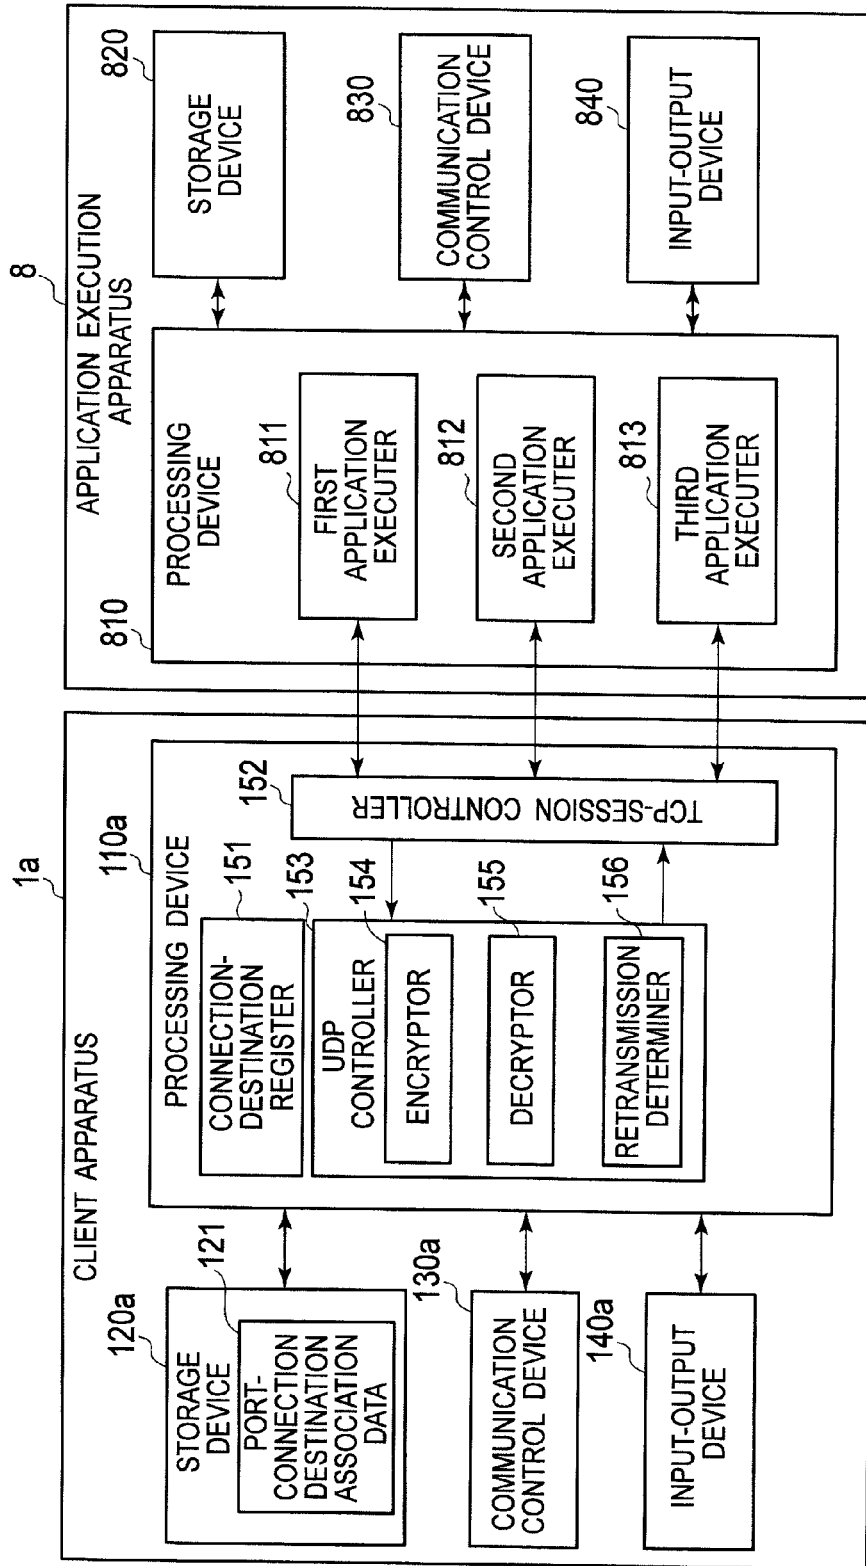 1a
CLIENT APPARATUS
120a
STORAGE
DEVICE
121
PORT-
CONNECTION
DESTINATION
ASSOCIATION
DATA
130a
COMMUNICATION
CONTROL DEVICE
140a
INPUT-OUTPUT
DEVICE
110a
PROCESSING DEVICE
151
CONNECTION-
DESTINATION
REGISTER
153
UDP
CONTROLLER
154
ENCRYPTOR
155
DECRYPTOR
156
RETRANSMISSION
DETERMINER
152
TCP-SESSION CONTROLLER
8
APPLICATION EXECUTION
APPARATUS
810
PROCESSING
DEVICE
811
FIRST
APPLICATION
EXECUTER
812
SECOND
APPLICATION
EXECUTER
813
THIRD
APPLICATION
EXECUTER
820
STORAGE
DEVICE
830
COMMUNICATION
CONTROL DEVICE
840
INPUT-OUTPUT
DEVICE